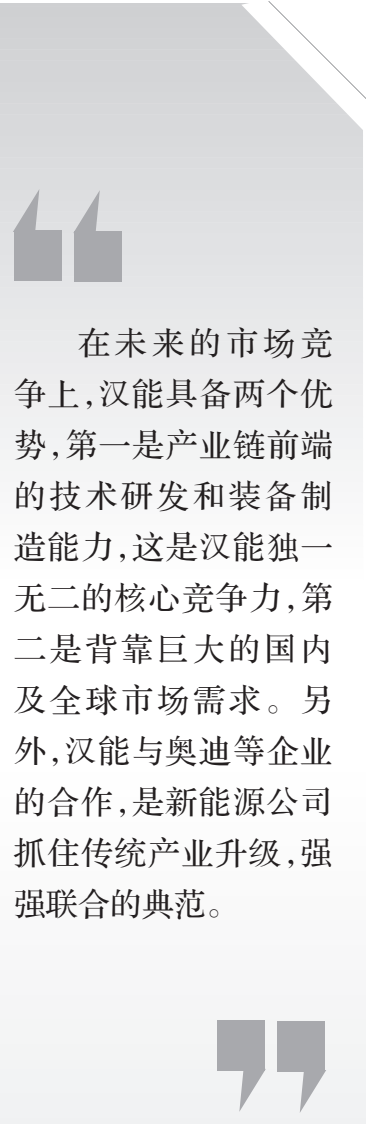 在未来的市场竞
争上,汉能具备两个优
势,第一是产业链前端
的技术研发和装备制
造能力,这是汉能独一
无二的核心竞争力,第
二是背靠巨大的国内
及全球市场需求。另
外,汉能与奥迪等企业
的合作,是新能源公司
抓住传统产业升级,强
强联合的典范。